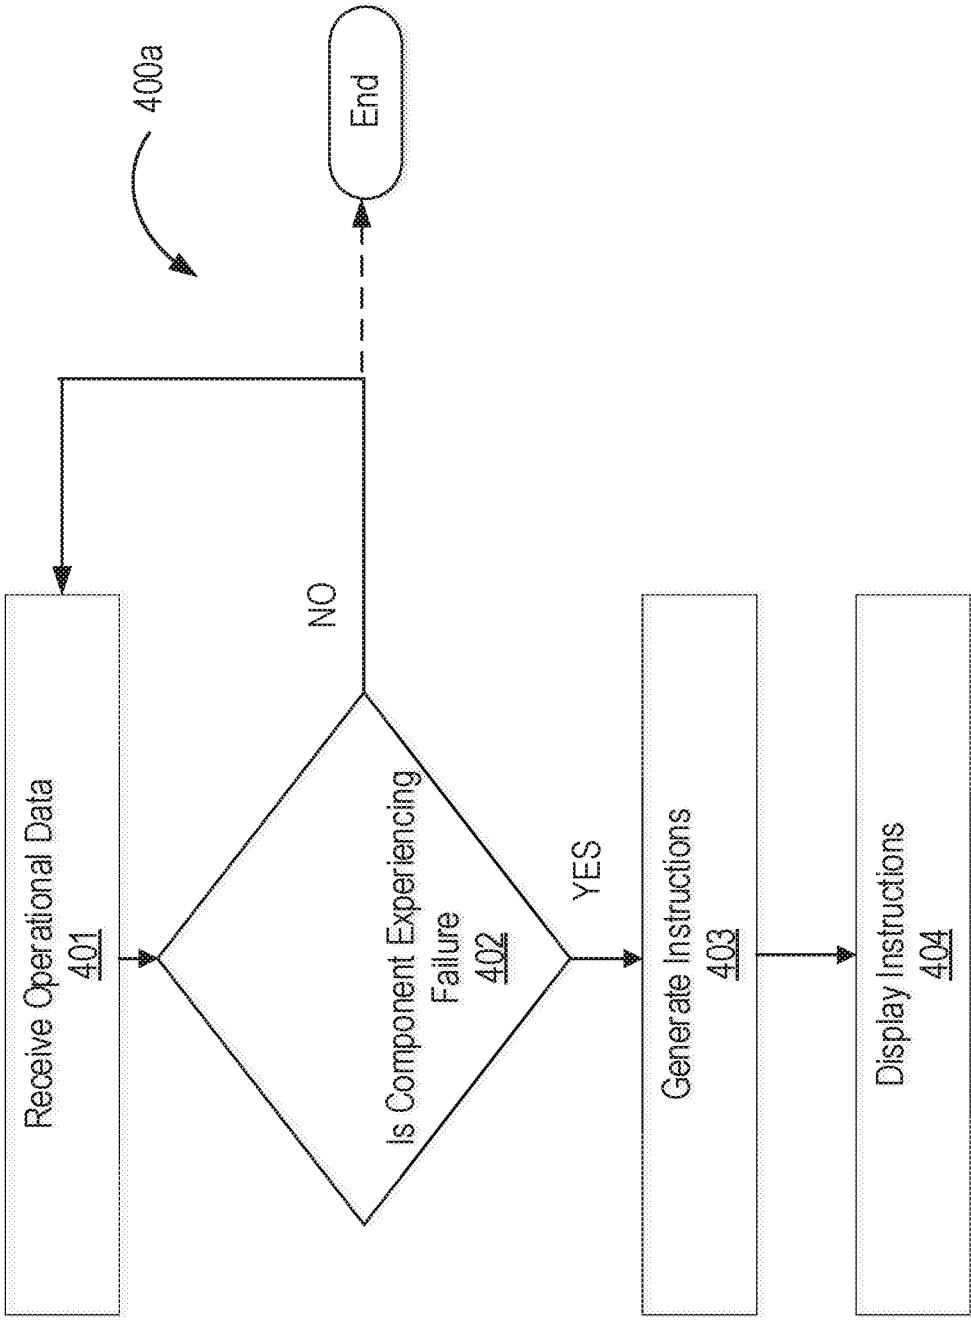 400a
Receive Operational Data
401
End
NO
Is Component Experiencing
Failure
402
YES
Generate Instructions
403
Display Instructions
404